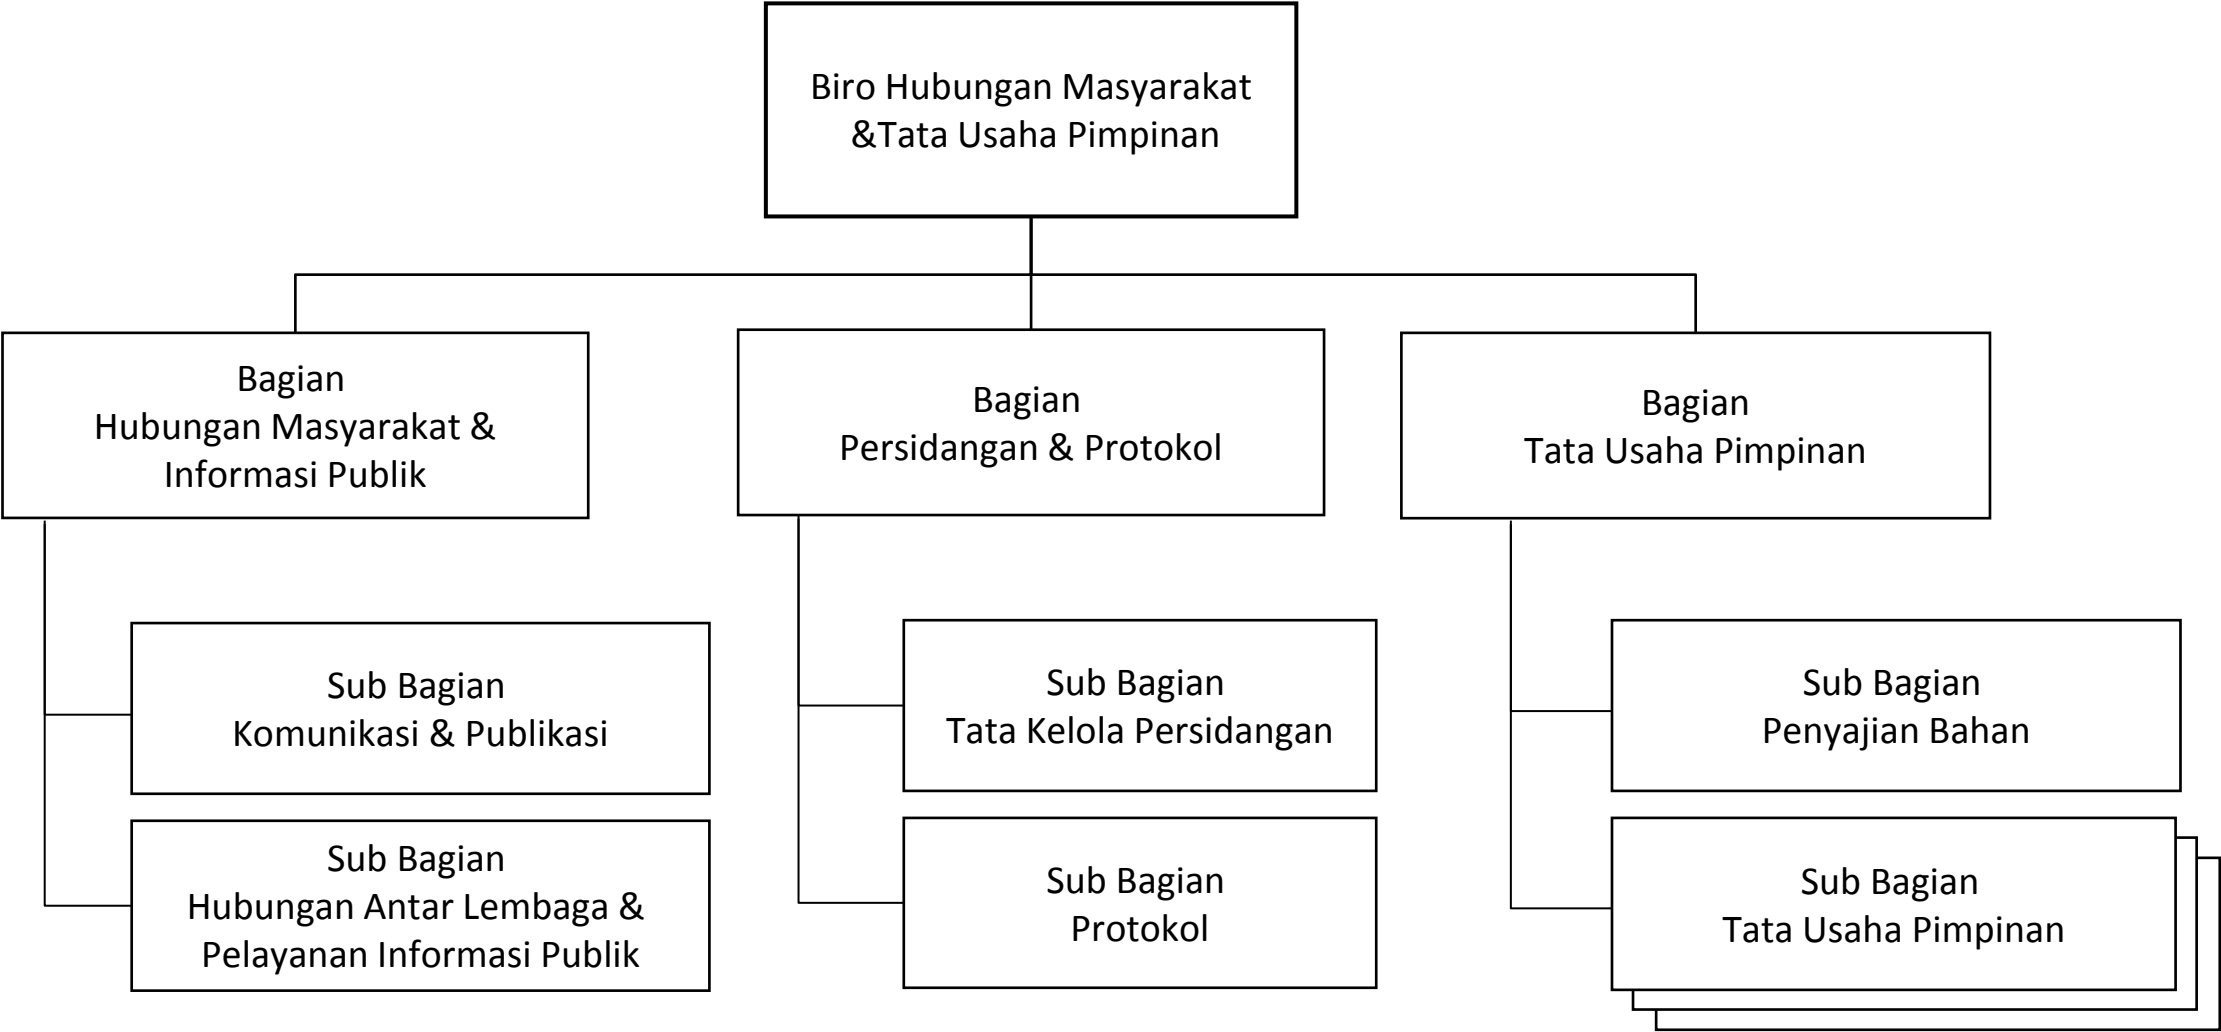 Biro Hubungan Masyarakat
&Tata Usaha Pimpinan
Bagian
Hubungan Masyarakat &
Informasi Publik
Bagian
Persidangan & Protokol
Bagian
Tata Usaha Pimpinan
Sub Bagian
Komunikasi & Publikasi
Sub Bagian
Hubungan Antar Lembaga &
Pelayanan Informasi Publik
Sub Bagian
Tata Kelola Persidangan
Sub Bagian
Protokol
Sub Bagian
Penyajian Bahan
Sub Bagian
Tata Usaha Pimpinan